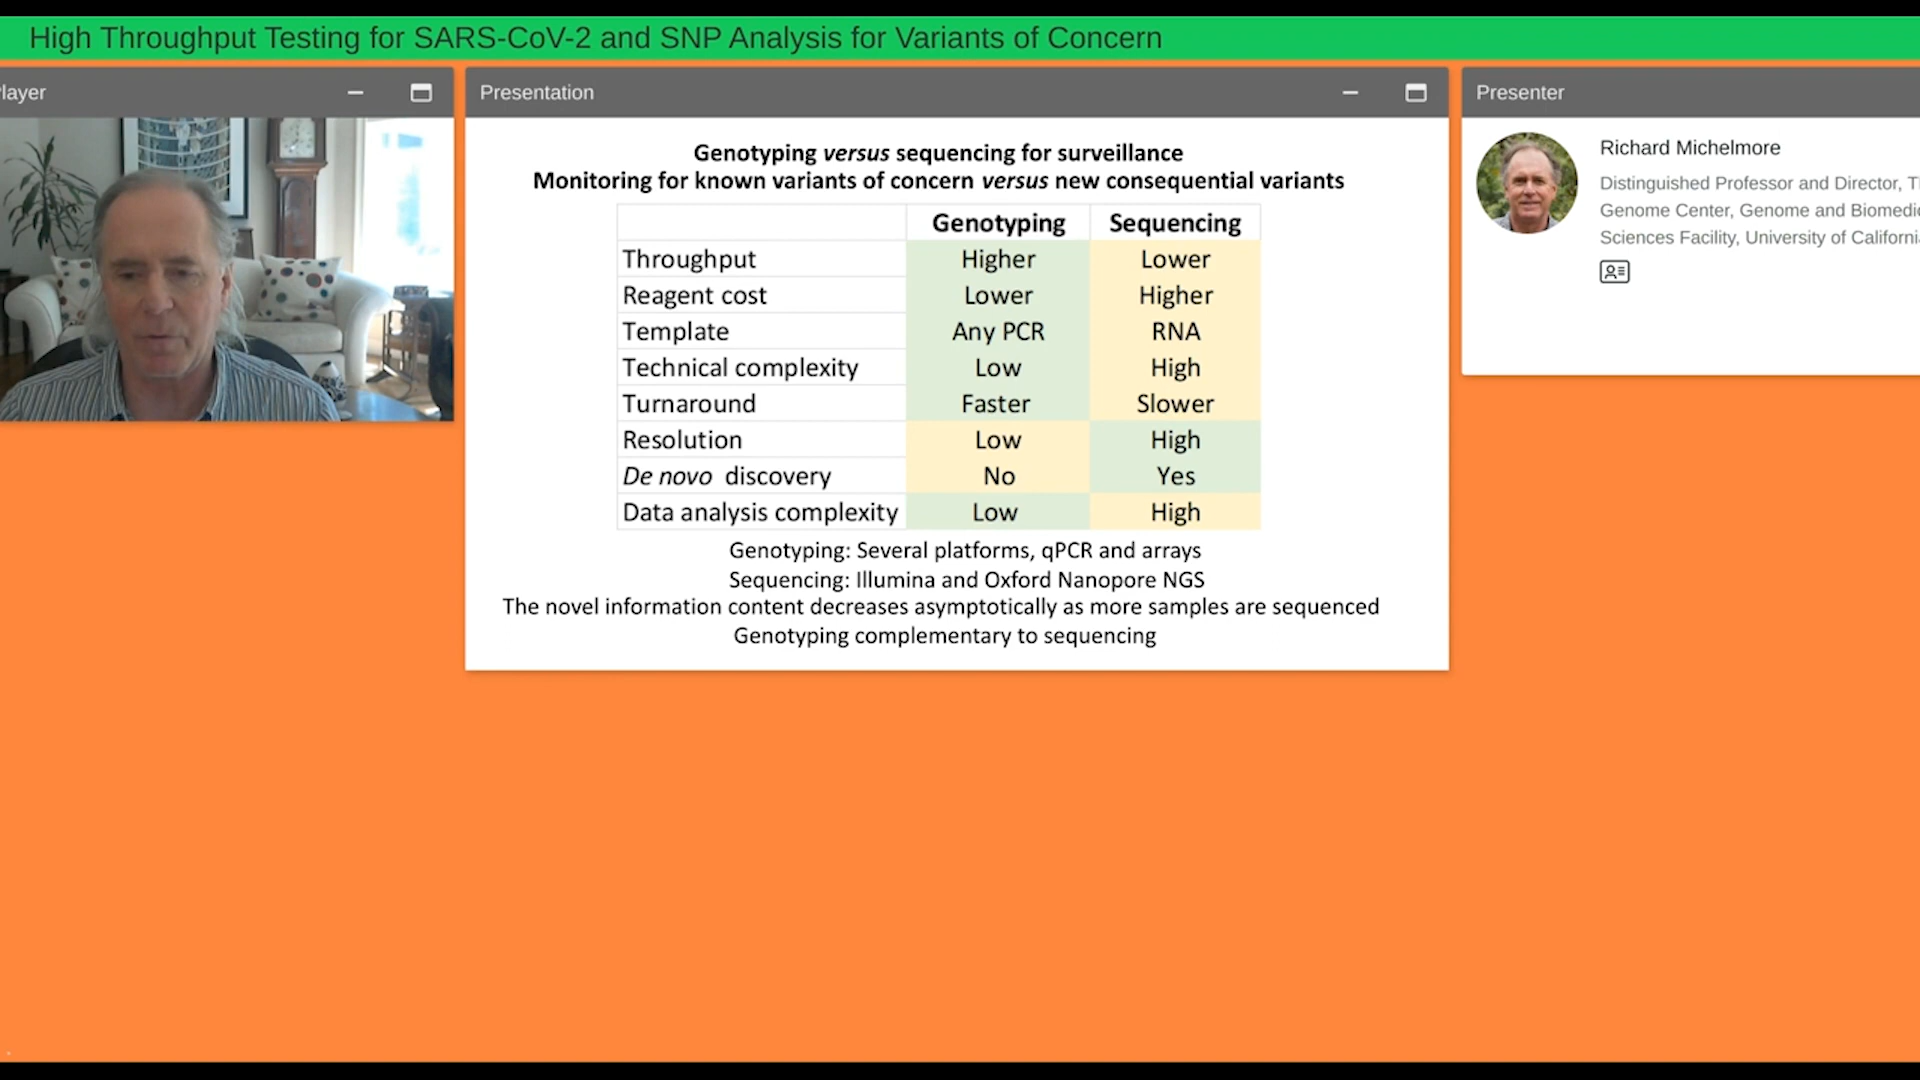 High Throughput Testing for SARS-CoV-2 and SNP Analysis for Variants of Concern
layer
Presentation
Genotyping versus sequencing for surveillance
Monitoring for known variants of concern versus new consequential variants
Genotyping Sequencing
Throughput Higher Lower
Reagent cost Lower Higher
Template Any PCR RNA
Technical complexity Low High
Turnaround Faster Slower
Resolution Low High
De novo discovery No Yes
Data analysis complexity Low High
Genotyping: Several platforms, qPCR and arrays
Sequencing: Illumina and Oxford Nanopore NGS
The novel information content decreases asymptotically as more samples are sequenced
Genotyping complementary to sequencing
Presenter
Richard Michelmore
Distinguished Professor and Director,
Genome Center, Genome and
Sciences Facility, University of